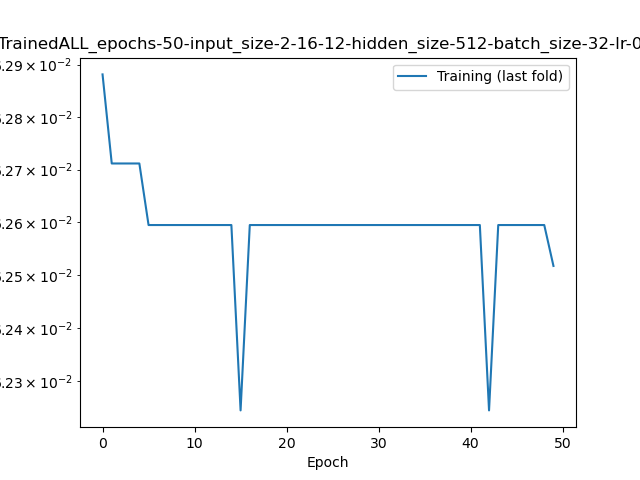 TrainedALL_epochs-50-input_size-2-16-12-hidden_size-512-batch_size-32-lr-0
Training (last fold)
.29 × 10⁻²
.28 × 10⁻²
.27 × 10⁻²
.26 × 10⁻²
.25 × 10⁻²
.24 × 10⁻²
.23 × 10⁻²
0 10 20 30 40 50
Epoch